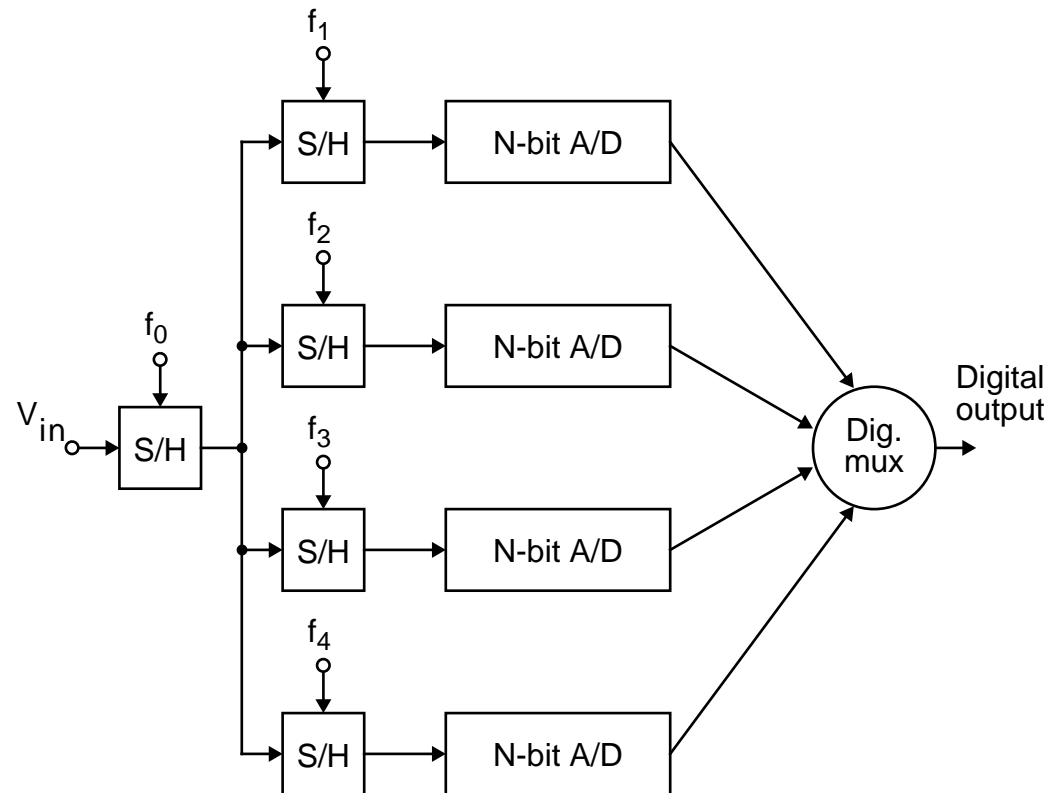 f1
S/H
N-bit A/D
f2
S/H
N-bit A/D
f0
Vin
S/H
f3
S/H
N-bit A/D
f4
S/H
N-bit A/D
Dig.
mux
Digital
output